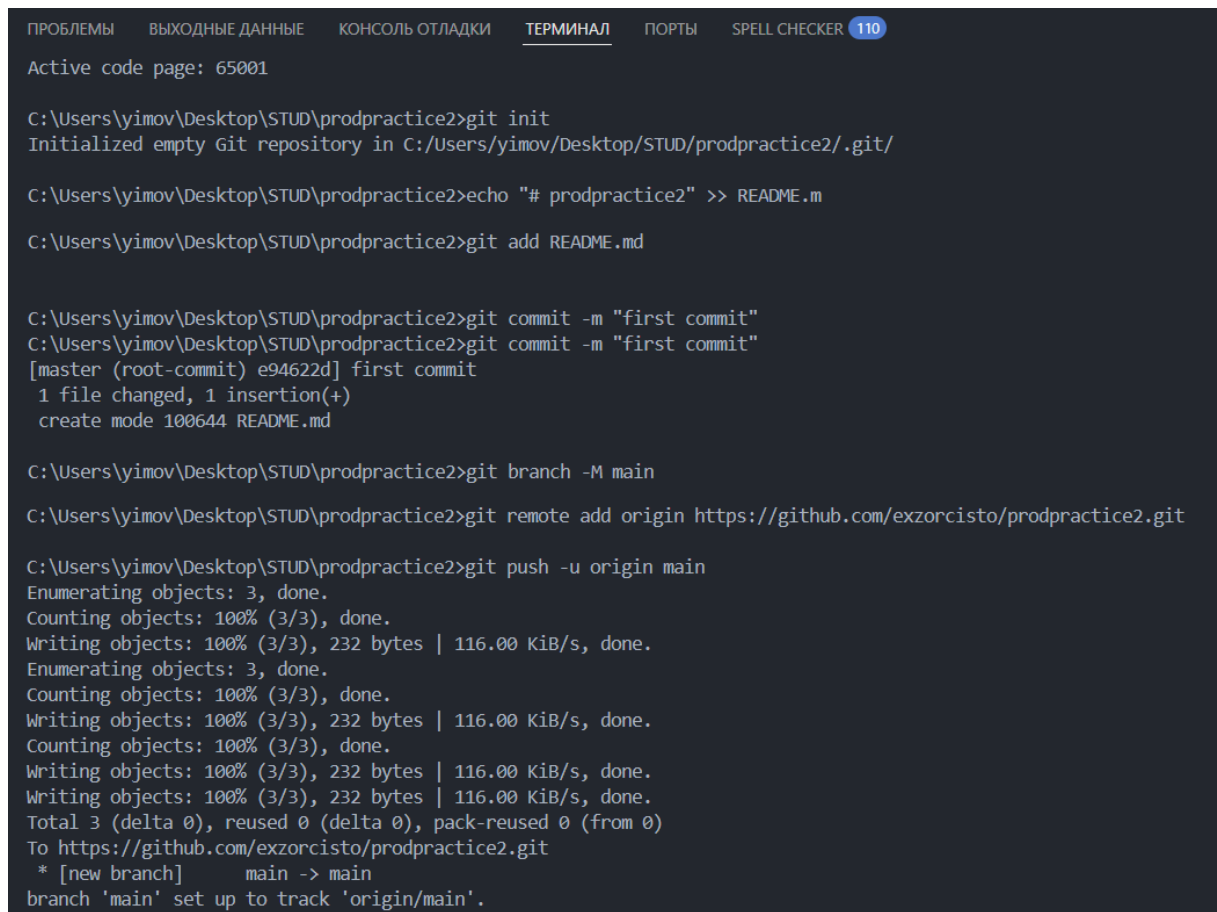 ПРОБЛЕМЫ ВЫХОДНЫЕ ДАННЫЕ КОНСОЛЬ ОТЛАДКИ ТЕРМИНАЛ ПОРТЫ SPELL CHECKER 110
Active code page: 65001
C:\Users\yimov\Desktop\STUD\prodpractice2>git init
Initialized empty Git repository in C:/Users/yimov/Desktop/STUD/prodpractice2/.git/
C:\Users\yimov\Desktop\STUD\prodpractice2>echo "# prodpractice2" >> README.m
C:\Users\yimov\Desktop\STUD\prodpractice2>git add README.md
C:\Users\yimov\Desktop\STUD\prodpractice2>git commit -m "first commit"
C:\Users\yimov\Desktop\STUD\prodpractice2>git commit -m "first commit"
[master (root-commit) e94622d] first commit
1 file changed, 1 insertion(+)
create mode 100644 README.md
C:\Users\yimov\Desktop\STUD\prodpractice2>git branch -M main
C:\Users\yimov\Desktop\STUD\prodpractice2>git remote add origin https://github.com/exzorcisto/prodpractice2.git
C:\Users\yimov\Desktop\STUD\prodpractice2>git push -u origin main
Enumerating objects: 3, done.
Counting objects: 100% (3/3), done.
Writing objects: 100% (3/3), 232 bytes | 116.00 KiB/s, done.
Enumerating objects: 3, done.
Counting objects: 100% (3/3), done.
Writing objects: 100% (3/3), 232 bytes | 116.00 KiB/s, done.
Counting objects: 100% (3/3), done.
Writing objects: 100% (3/3), 232 bytes | 116.00 KiB/s, done.
Writing objects: 100% (3/3), 232 bytes | 116.00 KiB/s, done.
Total 3 (delta 0), reused 0 (delta 0), pack-reused 0 (from 0)
To https://github.com/exzorcisto/prodpractice2.git
* [new branch] main -> main
branch 'main' set up to track 'origin/main'.